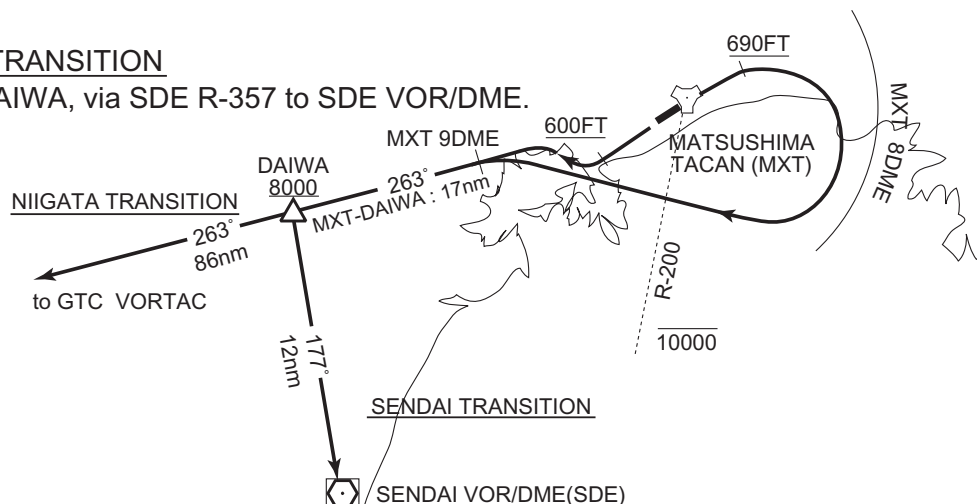 TRANSITION
AIWA, via SDE R-357 to SDE VOR/DME.
690FT
600FT
MXT 9DME
MATSUSHIMA
TACAN (MXT)
MXT 8DME
DAIWA
8000
263°
MXT-DAIWA : 17nm
NIIGATA TRANSITION
263°
86nm
to GTC VORTAC
R-200
10000
177°
12nm
SENDAI TRANSITION
SENDAI VOR/DME(SDE)